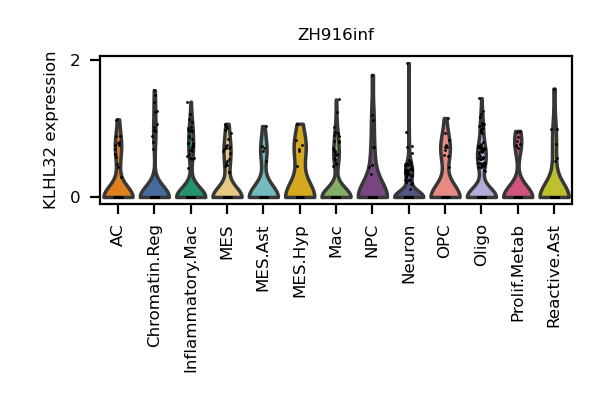 ZH916inf
KLHL32 expression
2
0
AC
Chromatin.Reg
Inflammatory.Mac
MES
MES.Ast
MES.Hyp
Mac
NPC
Neuron
OPC
Oligo
Prolif.Metab
Reactive.Ast